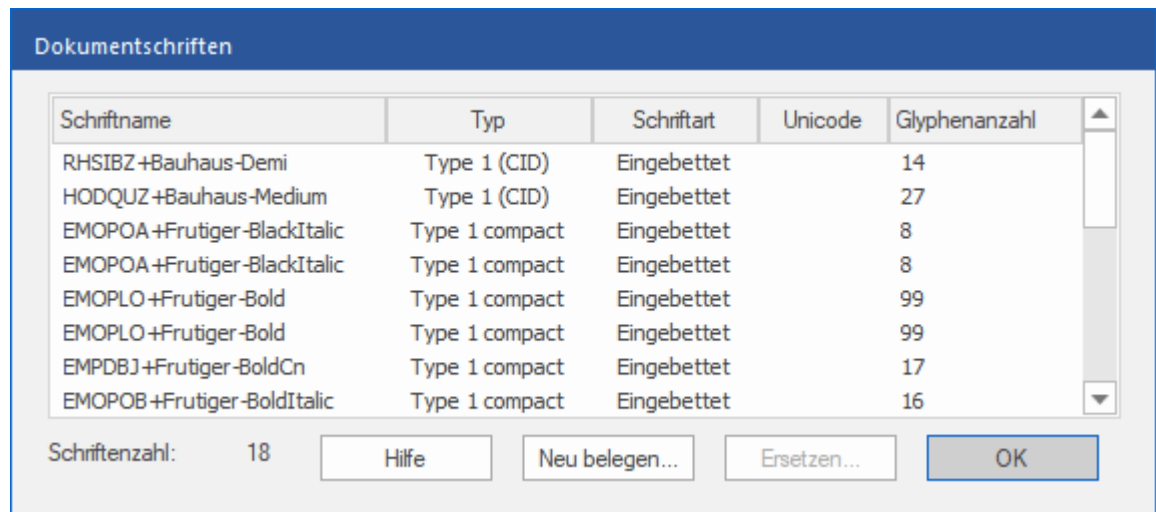 Dokumentschriften
Schriftname Typ Schriftart Unicode Glyphenanzahl
RHSIBZ+Bauhaus-Demi Type 1 (CID) Eingebettet 14
HODQUZ+Bauhaus-Medium Type 1 (CID) Eingebettet 27
EMOPOA+Frutiger-BlackItalic Type 1 compact Eingebettet 8
EMOPOA+Frutiger-BlackItalic Type 1 compact Eingebettet 8
EMOPLO+Frutiger-Bold Type 1 compact Eingebettet 99
EMOPLO+Frutiger-Bold Type 1 compact Eingebettet 99
EMPDBJ+Frutiger-BoldCn Type 1 compact Eingebettet 17
EMOPOB+Frutiger-BoldItalic Type 1 compact Eingebettet 16
Schriftenzahl: 18 Hilfe Neu belegen... Ersetzen... OK